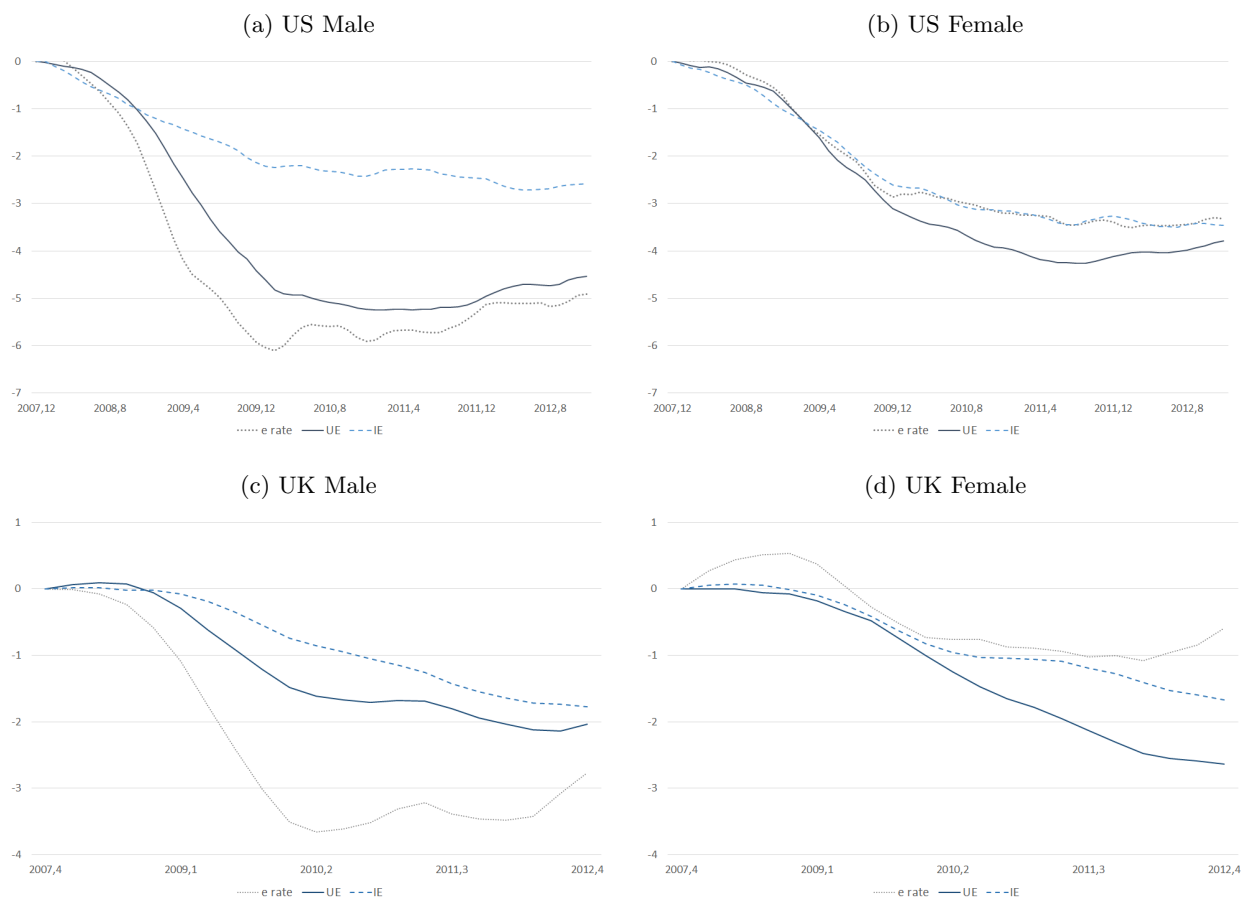 (a) US Male
(b) US Female
0
-1
-2
-3
-4
-5
-6
-7
2007,12 2008,8 2009,4 2009,12 2010,8 2011,4 2011,12 2012,8
e rate UE IE
0
-1
-2
-3
-4
-5
-6
-7
2007,12 2008,8 2009,4 2009,12 2010,8 2011,4 2011,12 2012,8
e rate UE IE
(c) UK Male
(d) UK Female
1
0
-1
-2
-3
-4
2007,4 2009,1 2010,2 2011,3 2012,4
e rate UE IE
1
0
-1
-2
-3
-4
2007,4 2009,1 2010,2 2011,3 2012,4
e rate UE IE